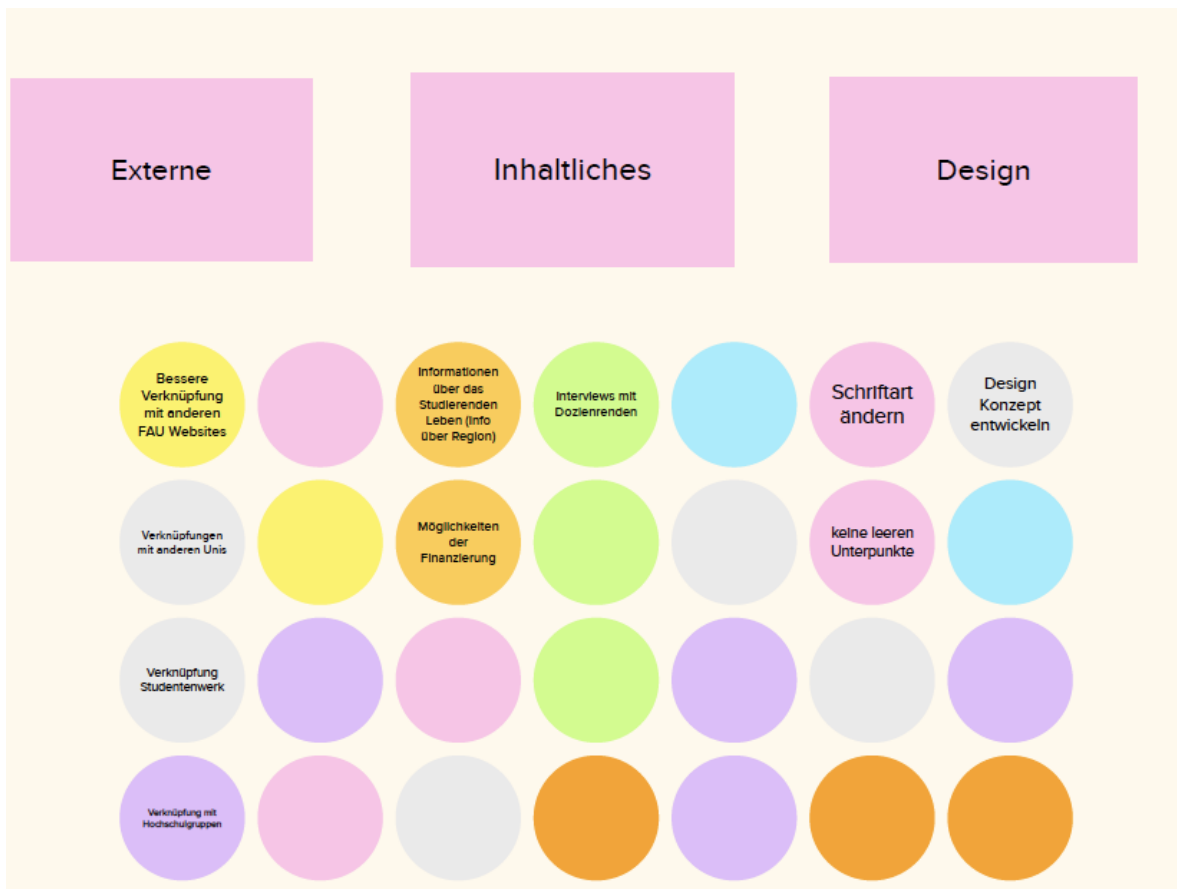 Externe
Inhaltliches
Design
Bessere
Verknüpfung
mit anderen
FAU Websites
Informationen
über das
Studierenden
Leben (Info
über Region)
Interviews mit
Dozienrenden
Schriftart
ändern
Design
Konzept
entwickeln
Verknüpfungen
mit anderen Unis
Möglichkeiten
der
Finanzierung
keine leeren
Unterpunkte
Verknüpfung
Studentenwerk
Verknüpfung mit
Hochschulgruppen